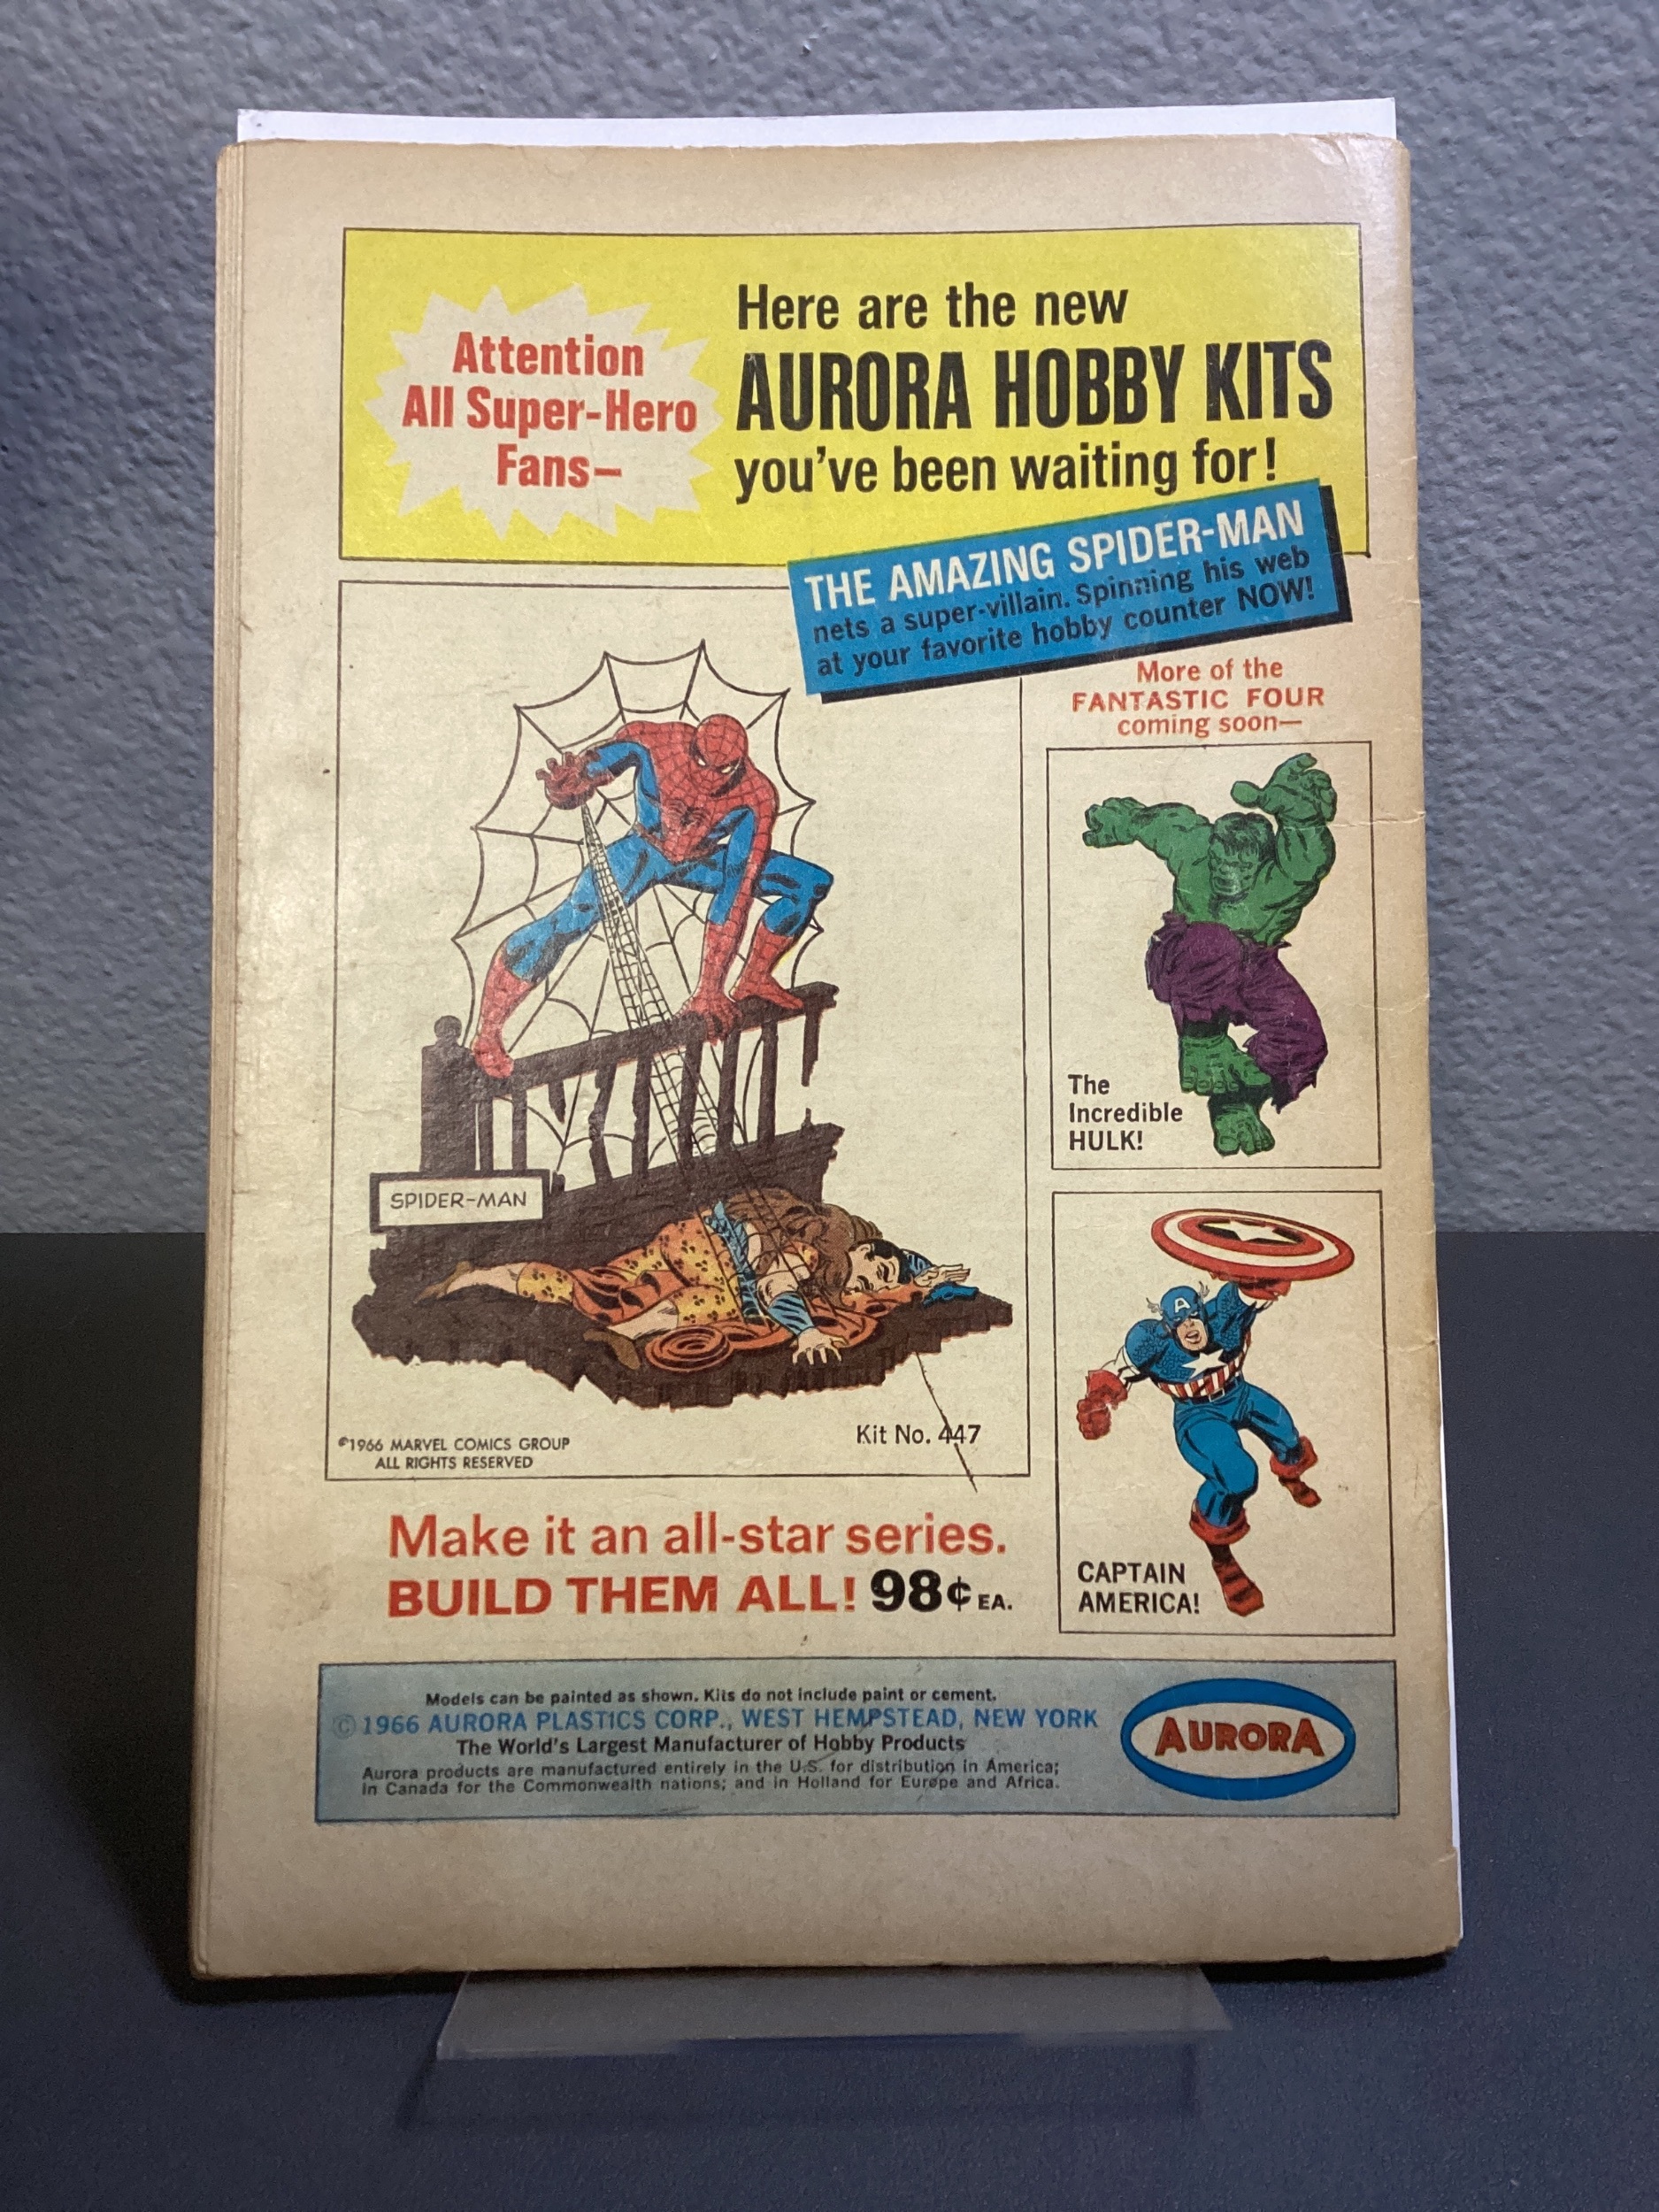 Attention
All Super-Hero
Fans—
Here are the new
AURORA HOBBY KITS
you've been waiting for!
THE AMAZING SPIDER-MAN
nets a super-villain. Spinning his web
at your favorite hobby counter NOW!
More of the
FANTASTIC FOUR
coming soon—
The
Incredible
HULK!
SPIDER-MAN
A
CAPTAIN
AMERICA!
©1966 MARVEL COMICS GROUP
ALL RIGHTS RESERVED
Kit No. 447
Make it an all-star series.
BUILD THEM ALL! 98¢ EA.
Models can be painted as shown. Kits do not include paint or cement.
© 1966 AURORA PLASTICS CORP., WEST HEMPSTEAD, NEW YORK
The World's Largest Manufacturer of Hobby Products
Aurora products are manufactured entirely in the U.S. for distribution in America;
in Canada for the Commonwealth nations; and in Holland for Europe and Africa.
AURORA